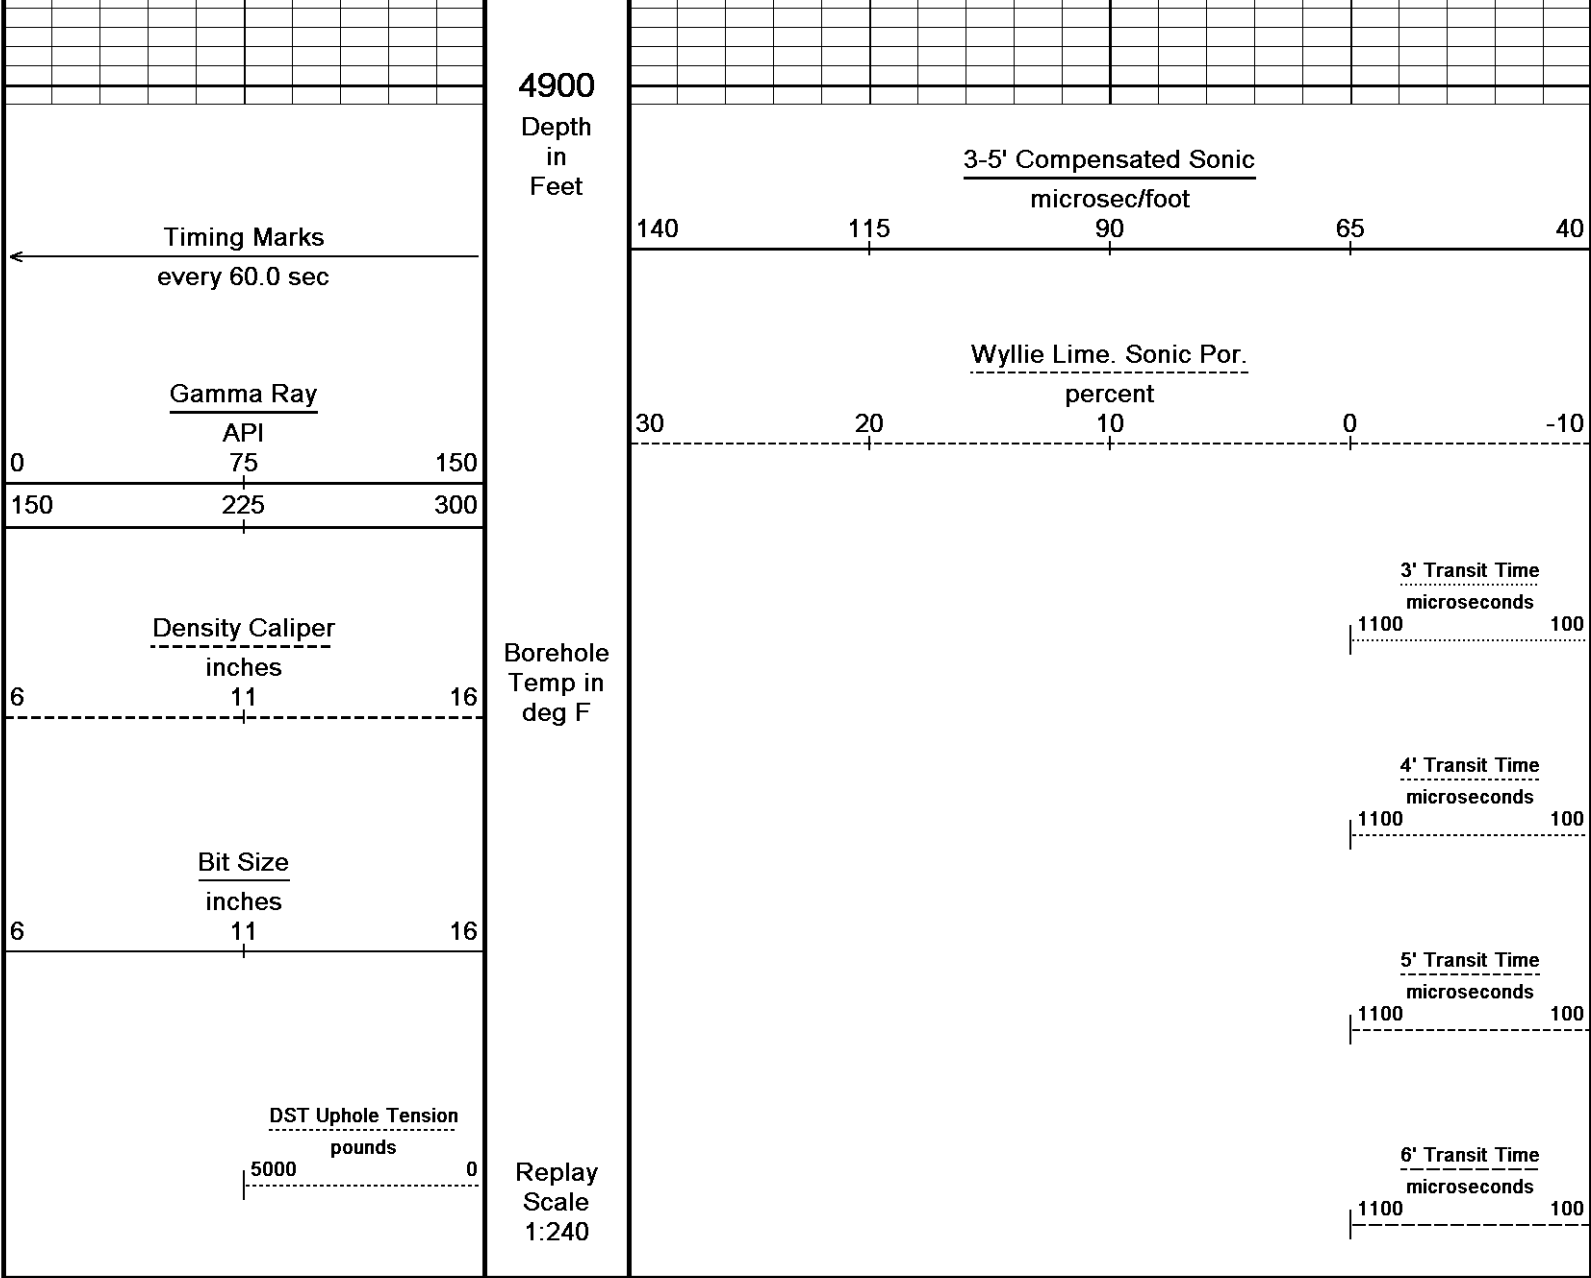 4900
Depth
in
Feet
Timing Marks
every 60.0 sec
Gamma Ray
API
0 75 150
150 225 300
Density Caliper
inches
6 11 16
Bit Size
inches
6 11 16
DST Uphole Tension
pounds
5000 0
Borehole
Temp in
deg F
Replay
Scale
1:240
3-5' Compensated Sonic
microsec/foot
140 115 90 65 40
Wyllie Lime. Sonic Por.
percent
30 20 10 0 -10
3' Transit Time
microseconds
1100 100
4' Transit Time
microseconds
1100 100
5' Transit Time
microseconds
1100 100
6' Transit Time
microseconds
1100 100